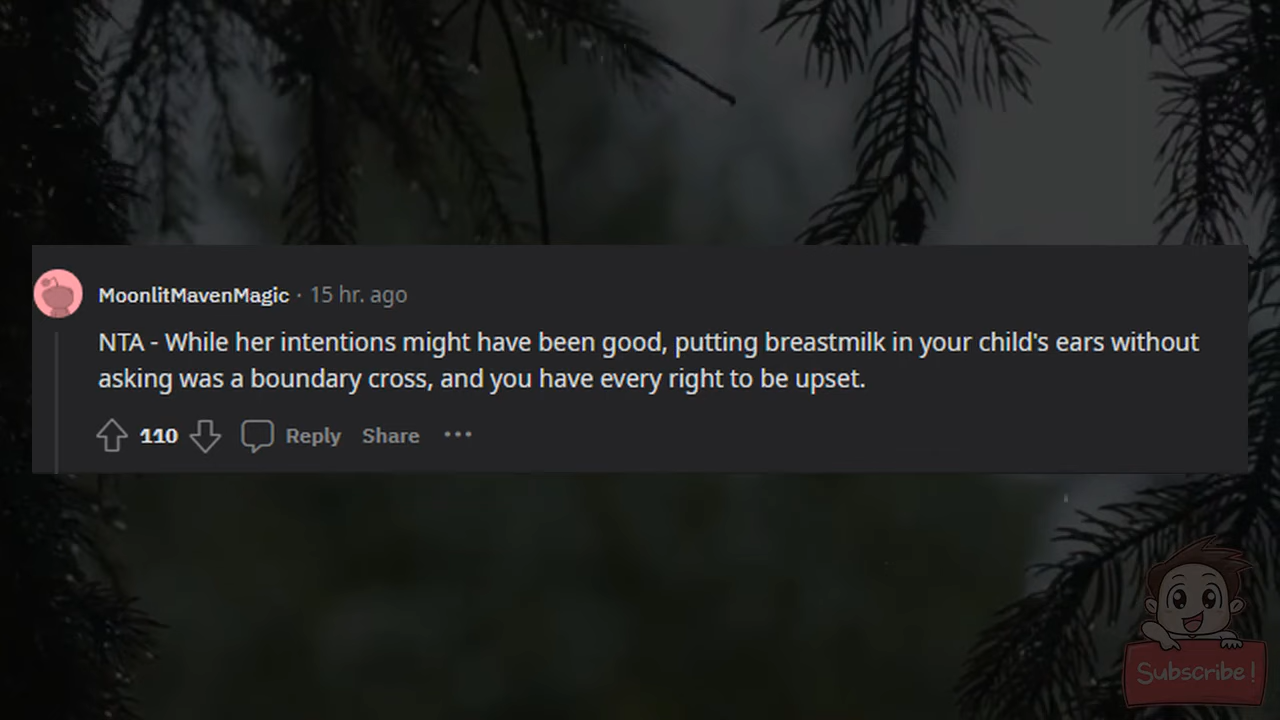 MoonlitMavenMagic · 15 hr. ago
NTA - While her intentions might have been good, putting breastmilk in your child's ears without
asking was a boundary cross, and you have every right to be upset.
110 Reply Share ···
Subscribe!